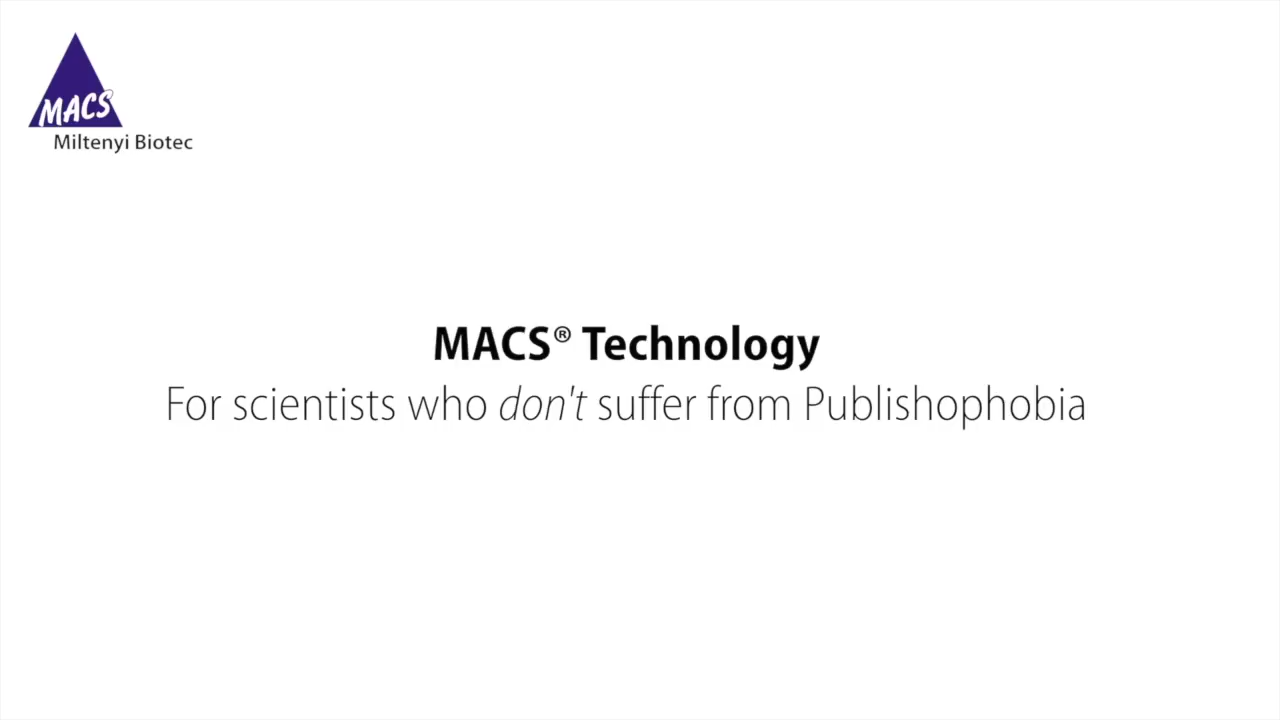 MACS
Miltenyi Biotec
MACS® Technology
For scientists who don't suffer from Publishophobia